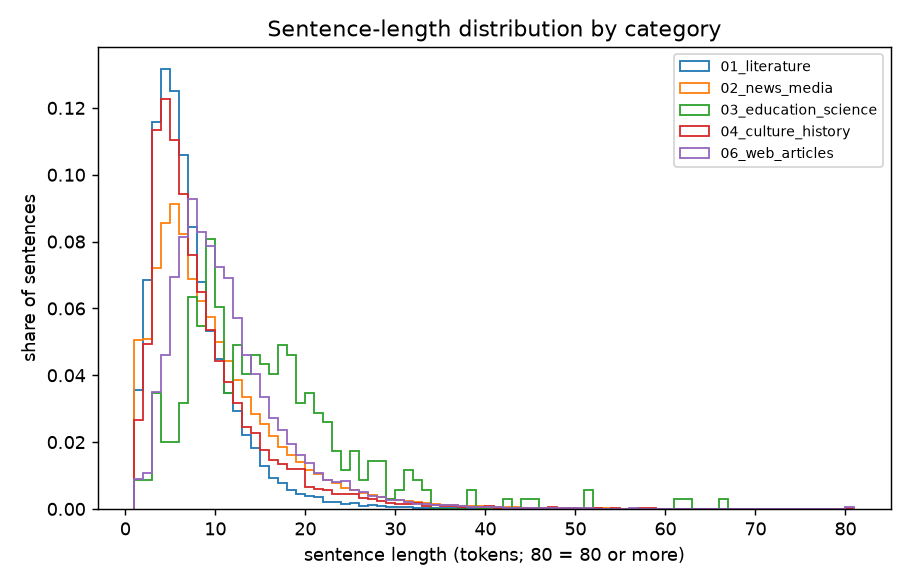 Sentence-length distribution by category
share of sentences
0.12
0.10
0.08
0.06
0.04
0.02
0.00
01_literature
02_news_media
03_education_science
04_culture_history
06_web_articles
0 10 20 30 40 50 60 70 80
sentence length (tokens; 80 = 80 or more)